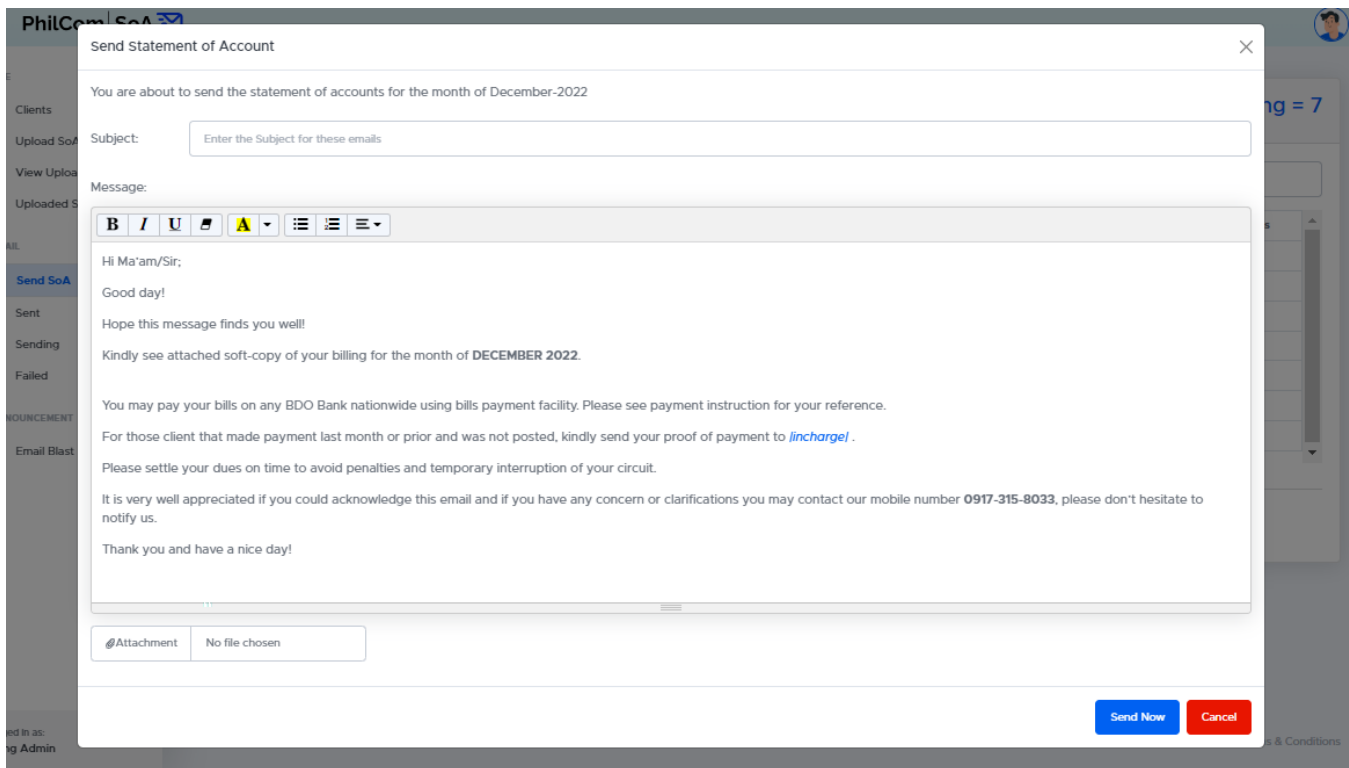 PhilCom SoA
Send Statement of Account
You are about to send the statement of accounts for the month of December-2022
= 7
Clients
Upload SoA
Subject:
Enter the Subject for these emails
View
Message:
Uploaded
B I U A
Hi Ma'am/Sir;
Send SoA
Good day!
Sent
Hope this message finds you well!
Sending
Kindly see attached soft-copy of your billing for the month of DECEMBER 2022.
Failed
You may pay your bills on any BDO Bank nationwide using bills payment facility. Please see payment instruction for your reference.
For those client that made payment last month or prior and was not posted, kindly send your proof of payment to |incharge| .
Email Blast
Please settle your dues on time to avoid penalties and temporary interruption of your circuit.
It is very well appreciated if you could acknowledge this email and if you have any concern or clarifications you may contact our mobile number 0917-315-8033, please don't hesitate to
notify us.
Thank you and have a nice day!
Attachment No file chosen
Send Now Cancel
in as:
Admin
& Conditions